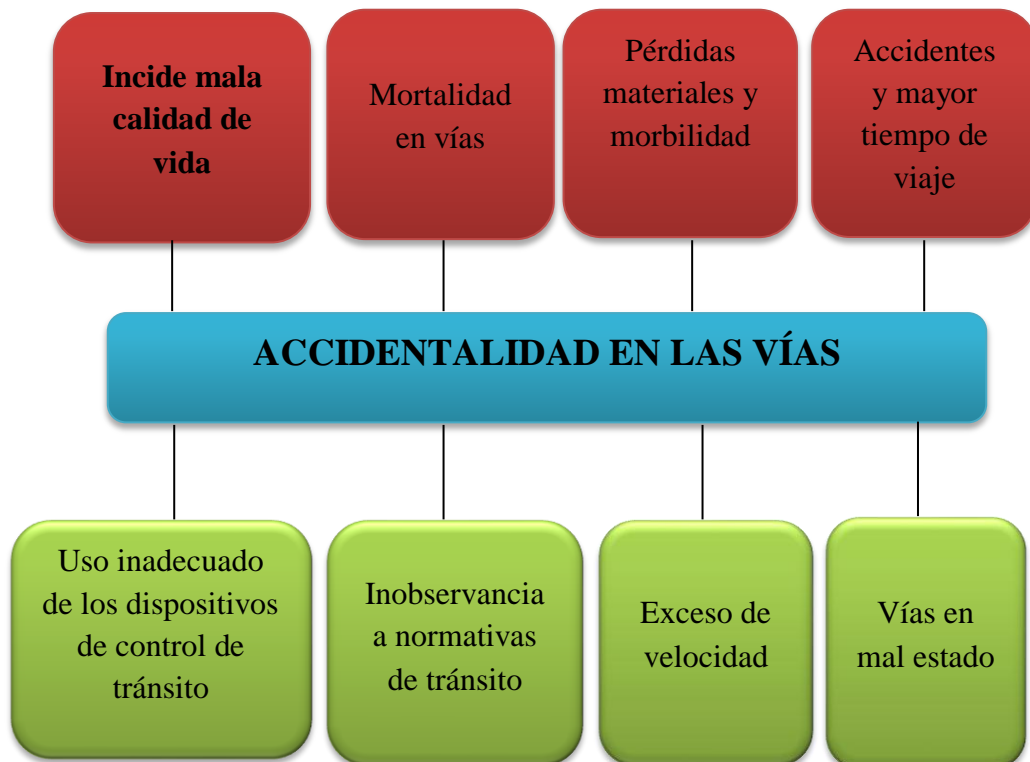 Incide mala
calidad de
vida
Mortalidad
en vías
Pérdidas
materiales y
morbilidad
Accidentes
y mayor
tiempo de
viaje
ACCIDENTALIDAD EN LAS VÍAS
Uso inadecuado
de los dispositivos
de control de
tránsito
Inobservancia
a normativas
de tránsito
Exceso de
velocidad
Vías en
mal estado